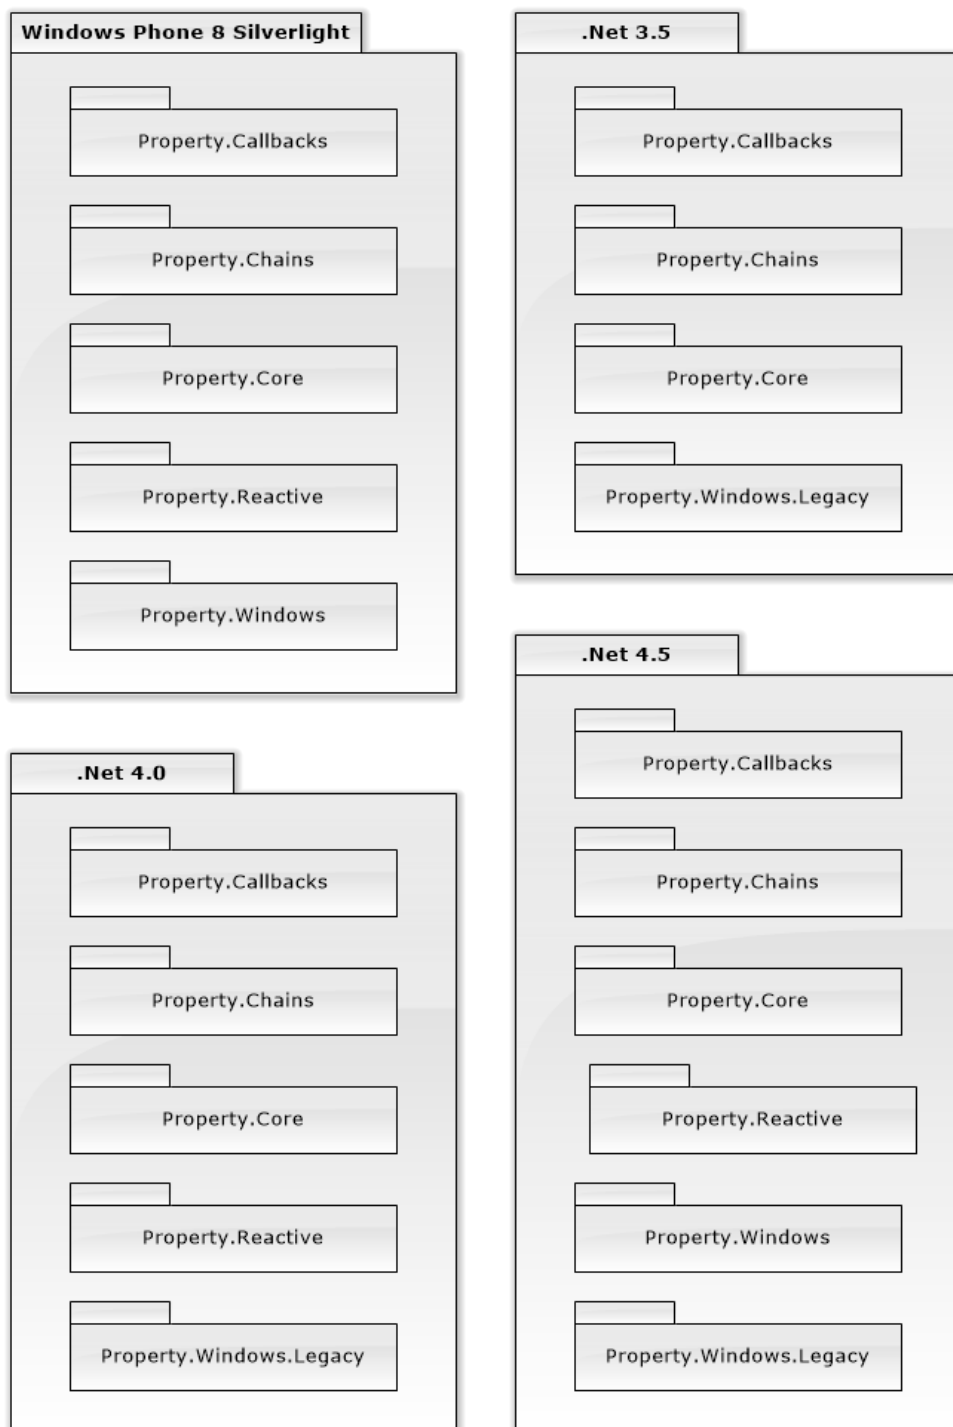 Windows Phone 8 Silverlight
Property.Callbacks
Property.Chains
Property.Core
Property.Reactive
Property.Windows
.Net 3.5
Property.Callbacks
Property.Chains
Property.Core
Property.Windows.Legacy
.Net 4.0
Property.Callbacks
Property.Chains
Property.Core
Property.Reactive
Property.Windows.Legacy
.Net 4.5
Property.Callbacks
Property.Chains
Property.Core
Property.Reactive
Property.Windows
Property.Windows.Legacy